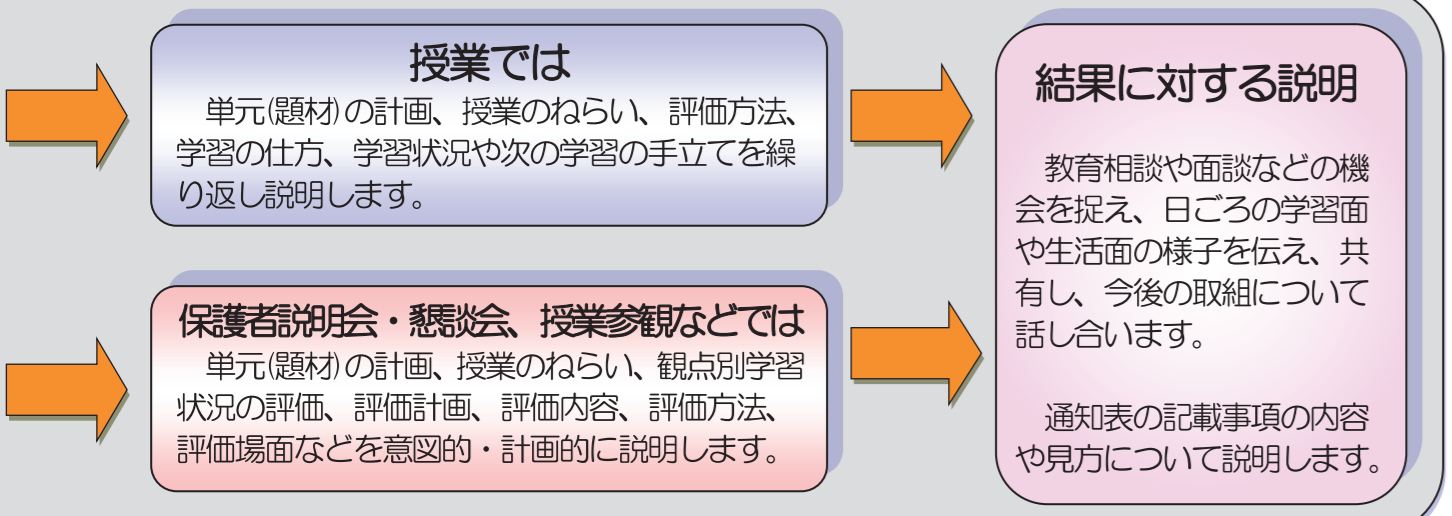 授業では
単元(題材)の計画、授業のねらい、評価方法、
学習の仕方、学習状況や次の学習の手立てを繰
り返し説明します。
保護者説明会・懇談会、授業参観などでは
単元(題材)の計画、授業のねらい、観点別学習
状況の評価、評価計画、評価内容、評価方法、
評価場面などを意図的・計画的に説明します。
結果に対する説明
教育相談や面談などの機
会を捉え、日ごろの学習面
や生活面の様子を伝え、共
有し、今後の取組について
話し合います。
通知表の記載事項の内容
や見方について説明します。